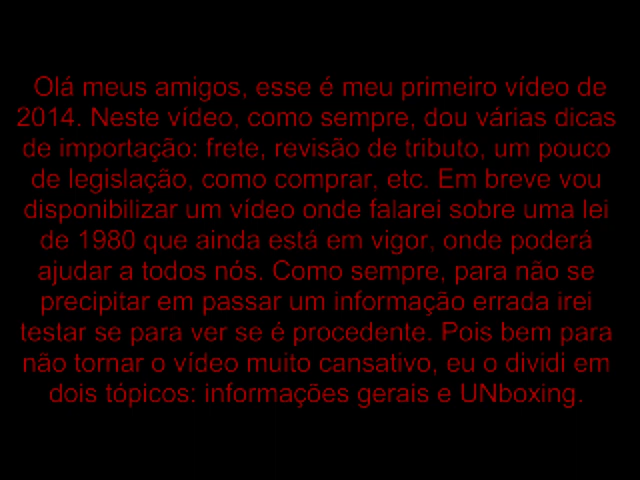 Olá meus amigos, esse é meu primeiro vídeo de
2014. Neste vídeo, como sempre, dou várias dicas
de importação: frete, revisão de tributo, um pouco
de legislação, como comprar, etc. Em breve vou
disponibilizar um vídeo onde falarei sobre uma lei
de 1980 que ainda está em vigor, onde poderá
ajudar a todos nós. Como sempre, para não se
precipitar em passar um informação errada irei
testar se para ver se é procedente. Pois bem para
não tornar o vídeo muito cansativo, eu o dividi em
dois tópicos: informações gerais e UNboxing.